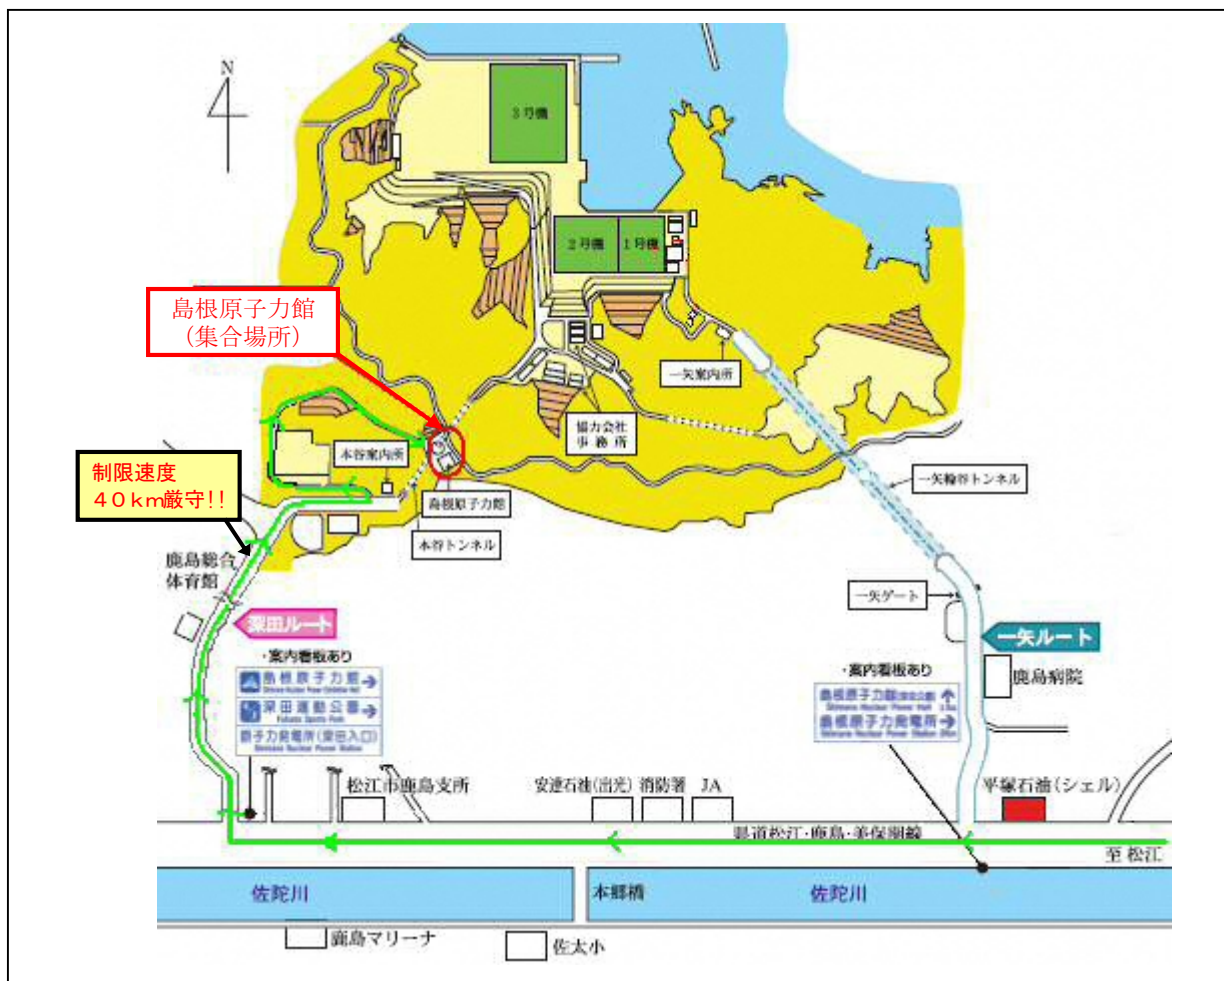 N
3号機
2号機
1号機
島根原子力館
(集合場所)
一矢案内所
協力会社
事務所
本谷案内所
制限速度
40km厳守!!
島根原子力館
一矢輪谷トンネル
本谷トンネル
鹿島総合
体育館
一矢ゲート
深田ルート
一矢ルート
・案内看板あり
島根原子力館→
深田運動公園→
原子力発電所(深田入口)
Shimane Nuclear Power Station
・案内看板あり
島根原子力館(深田公園)
島根原子力発電所→
鹿島病院
松江市鹿島支所
安達石油(出光)
消防署
JA
平塚石油(シェル)
県道松江・鹿島・美保関線
至 松江
佐陀川
本郷橋
佐陀川
鹿島マリーナ
佐太小